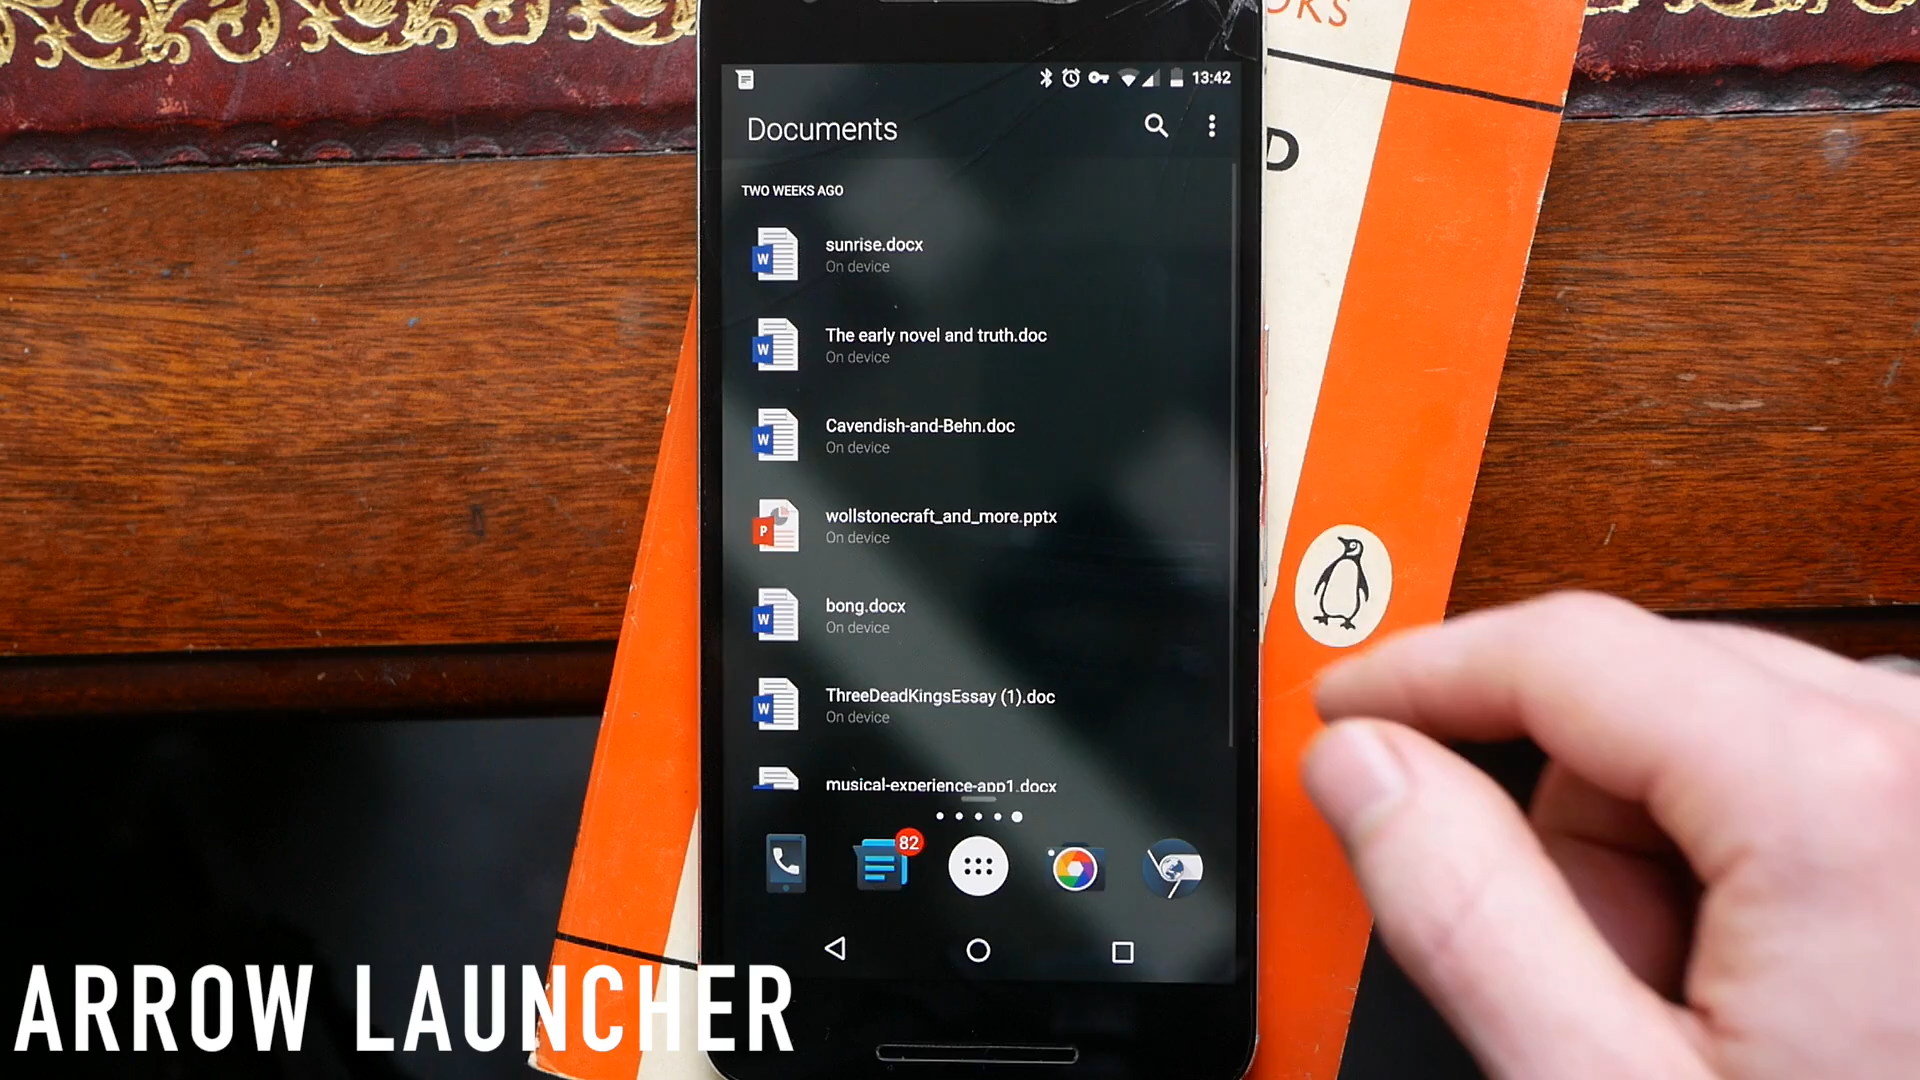 OKS
D
13:42
Documents
TWO WEEKS AGO
sunrise.docx
On device
The early novel and truth.doc
On device
Cavendish-and-Behn.doc
On device
wollstonecraft_and_more.pptx
On device
bong.docx
On device
ThreeDeadKingsEssay (1).doc
On device
musical-experience-app1.docx
82
ARROW LAUNCHER